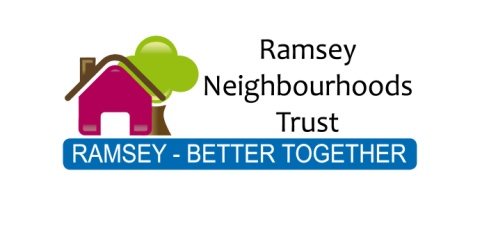 Ramsey
Neighbourhoods
Trust
RAMSEY - BETTER TOGETHER